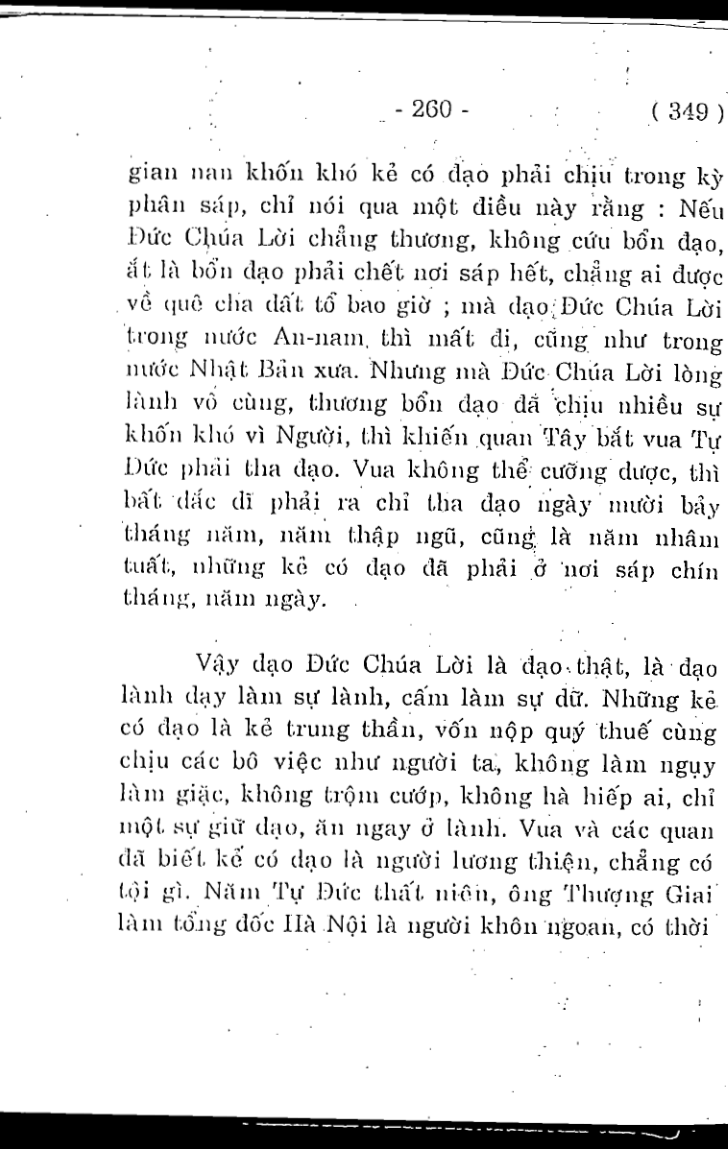 - 260 - ( 349 )
gian nan khốn khó kẻ có đạo phải chịu trong kỳ
phân sáp, chỉ nói qua một điều này rằng : Nếu
Đức Chúa Lời chẳng thương, không cứu bổn đạo,
ắt là bổn đạo phải chết nơi sáp hết, chẳng ai được
về quê cha đất tổ bao giờ ; mà đạo Đức Chúa Lời
trong nước An-nam thì mất đi, cũng như trong
nước Nhật Bản xưa. Nhưng mà Đức Chúa Lời lòng
lành vô cùng, thương bổn đạo đã chịu nhiều sự
khốn khó vì Người, thì khiến quan Tây bắt vua Tự
Đức phải tha đạo. Vua không thể cưỡng được, thì
bất đắc dĩ phải ra chỉ tha đạo ngày mười bảy
tháng năm, năm thập ngũ, cũng là năm nhâm
tuất, những kẻ có đạo đã phải ở nơi sáp chín
tháng, năm ngày.
Vậy đạo Đức Chúa Lời là đạo thật, là đạo
lành dạy làm sự lành, cấm làm sự dữ. Những kẻ
có đạo là kẻ trung thần, vốn nộp quý thuế cùng
chịu các bô việc như người ta, không làm ngụy
làm giặc, không trộm cướp, không hà hiếp ai, chỉ
một sự giữ đạo, ăn ngay ở lành. Vua và các quan
đã biết kẻ có đạo là người lương thiện, chẳng có
tội gì. Năm Tự Đức thất niên, ông Thượng Giai
làm tổng đốc Hà Nội là người khôn ngoan, có thời